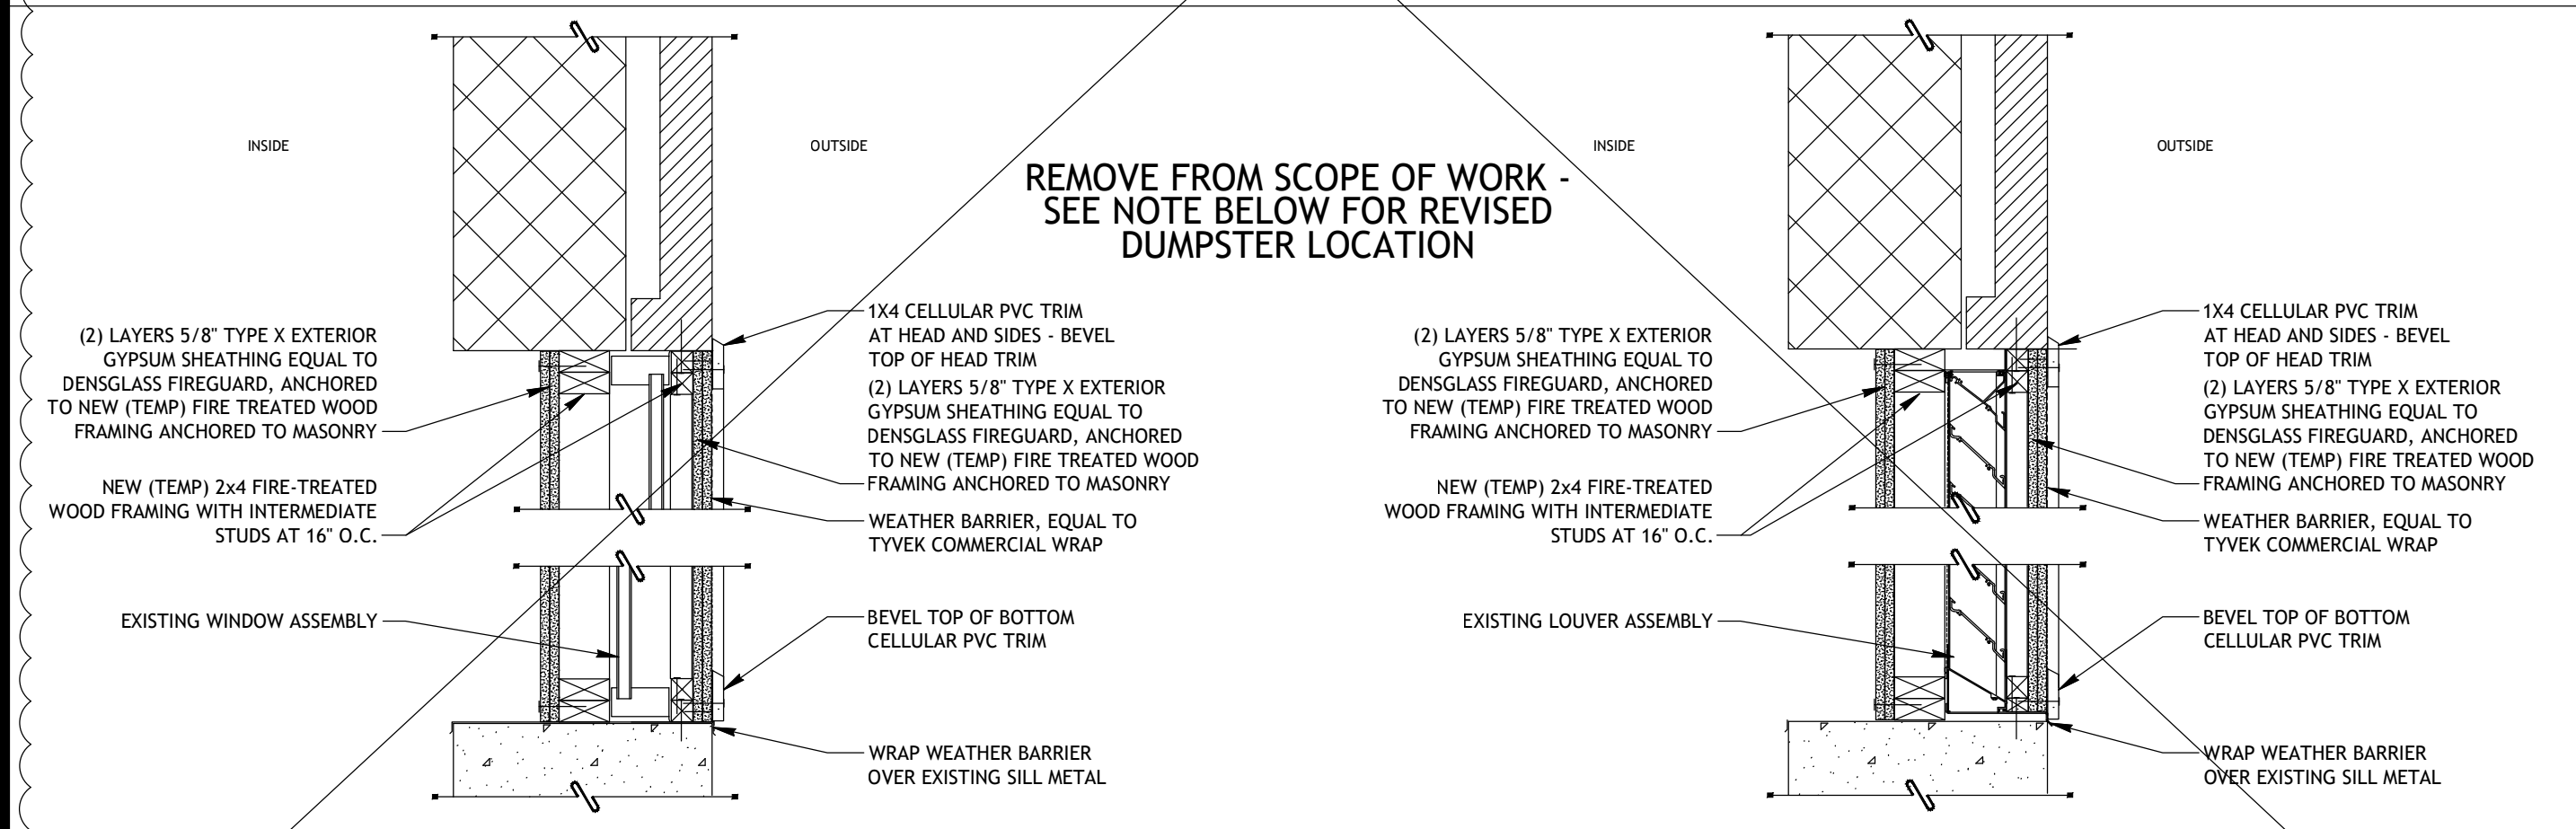 INSIDE
OUTSIDE
REMOVE FROM SCOPE OF WORK -
SEE NOTE BELOW FOR REVISED
DUMPSTER LOCATION
INSIDE
OUTSIDE
(2) LAYERS 5/8" TYPE X EXTERIOR
GYPSUM SHEATHING EQUAL TO
DENSGLASS FIREGUARD, ANCHORED
TO NEW (TEMP) FIRE TREATED WOOD
FRAMING ANCHORED TO MASONRY
NEW (TEMP) 2x4 FIRE-TREATED
WOOD FRAMING WITH INTERMEDIATE
STUDS AT 16" O.C.
EXISTING WINDOW ASSEMBLY
1X4 CELLULAR PVC TRIM
AT HEAD AND SIDES - BEVEL
TOP OF HEAD TRIM
(2) LAYERS 5/8" TYPE X EXTERIOR
GYPSUM SHEATHING EQUAL TO
DENSGLASS FIREGUARD, ANCHORED
TO NEW (TEMP) FIRE TREATED WOOD
FRAMING ANCHORED TO MASONRY
WEATHER BARRIER, EQUAL TO
TYVEK COMMERCIAL WRAP
BEVEL TOP OF BOTTOM
CELLULAR PVC TRIM
WRAP WEATHER BARRIER
OVER EXISTING SILL METAL
(2) LAYERS 5/8" TYPE X EXTERIOR
GYPSUM SHEATHING EQUAL TO
DENSGLASS FIREGUARD, ANCHORED
TO NEW (TEMP) FIRE TREATED WOOD
FRAMING ANCHORED TO MASONRY
NEW (TEMP) 2x4 FIRE-TREATED
WOOD FRAMING WITH INTERMEDIATE
STUDS AT 16" O.C.
EXISTING LOUVER ASSEMBLY
1X4 CELLULAR PVC TRIM
AT HEAD AND SIDES - BEVEL
TOP OF HEAD TRIM
(2) LAYERS 5/8" TYPE X EXTERIOR
GYPSUM SHEATHING EQUAL TO
DENSGLASS FIREGUARD, ANCHORED
TO NEW (TEMP) FIRE TREATED WOOD
FRAMING ANCHORED TO MASONRY
WEATHER BARRIER, EQUAL TO
TYVEK COMMERCIAL WRAP
BEVEL TOP OF BOTTOM
CELLULAR PVC TRIM
WRAP WEATHER BARRIER
OVER EXISTING SILL METAL